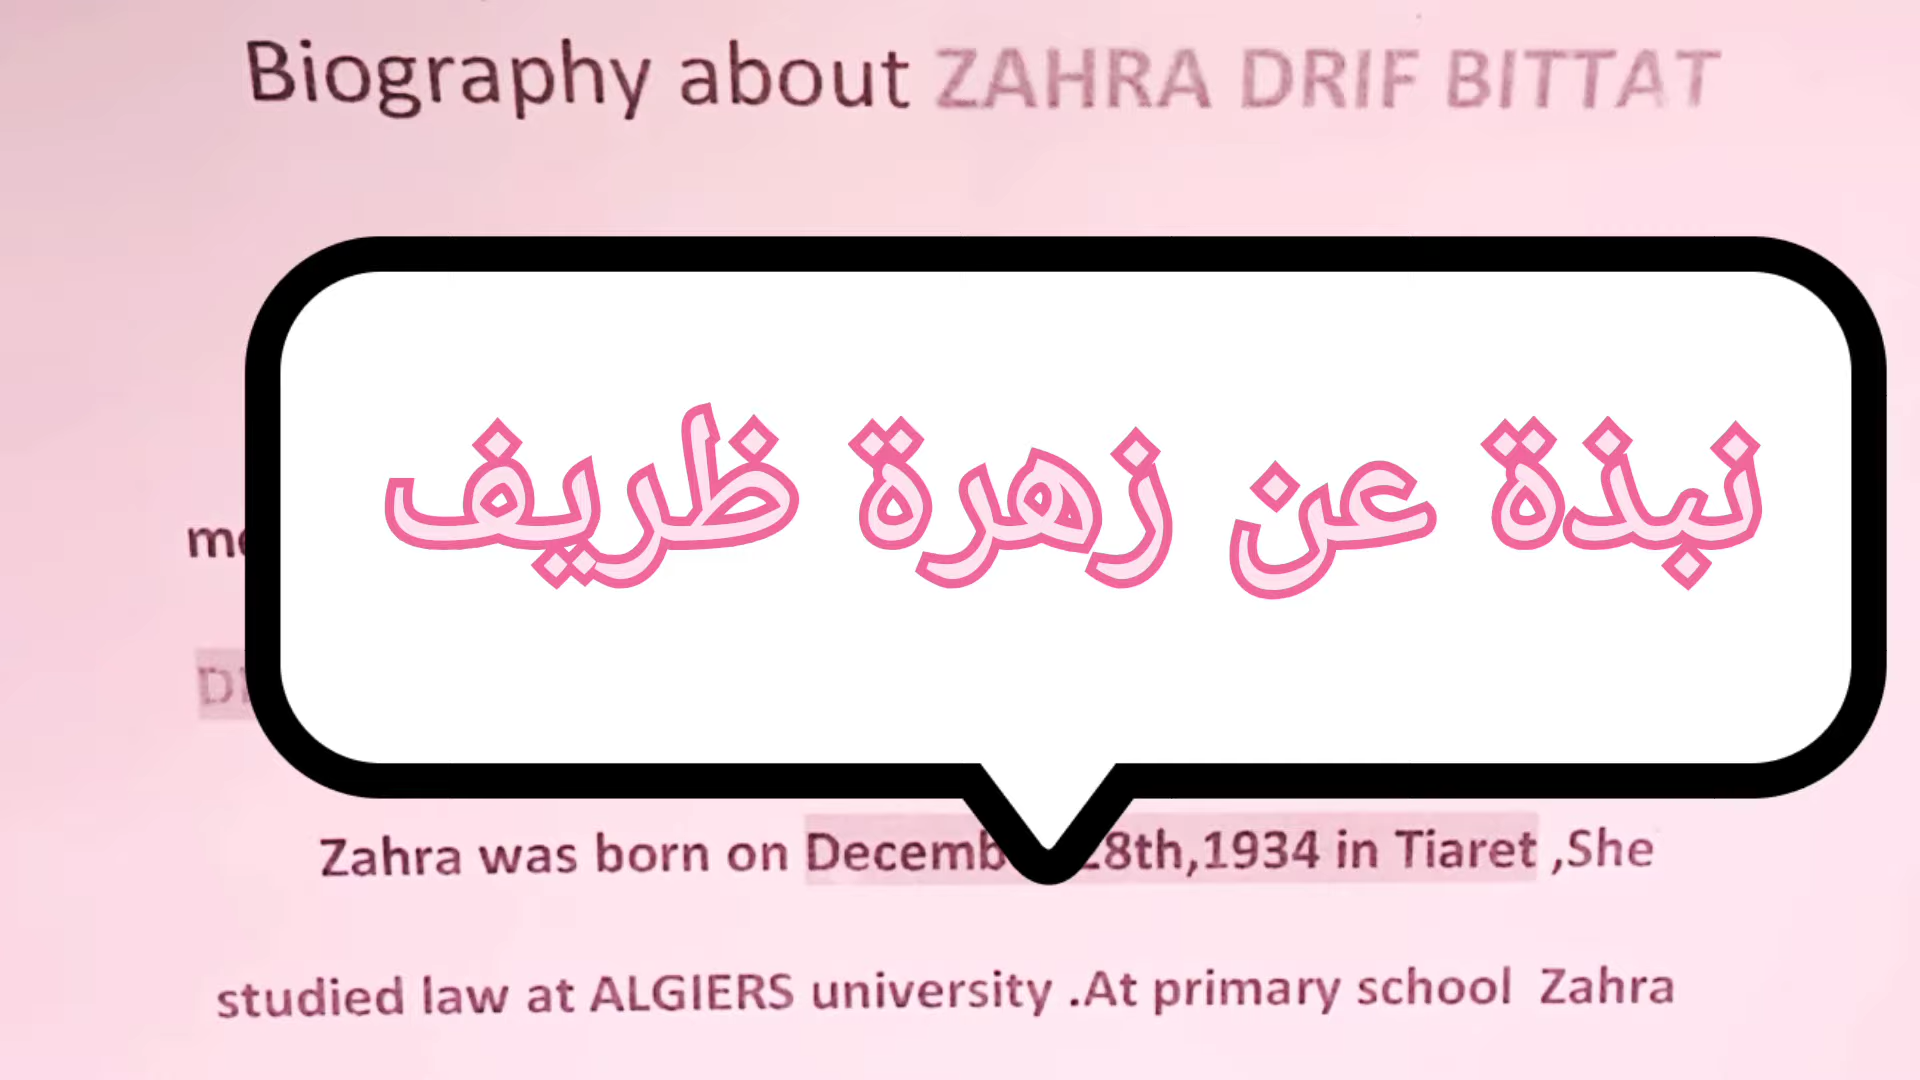 Biography about ZAHRA DRIF BITTAT
نبذة عن زهرة ظريف
Zahra was born on 28th,1934 in Tiaret ,She
studied law at ALGIERS university .At primary school Zahra